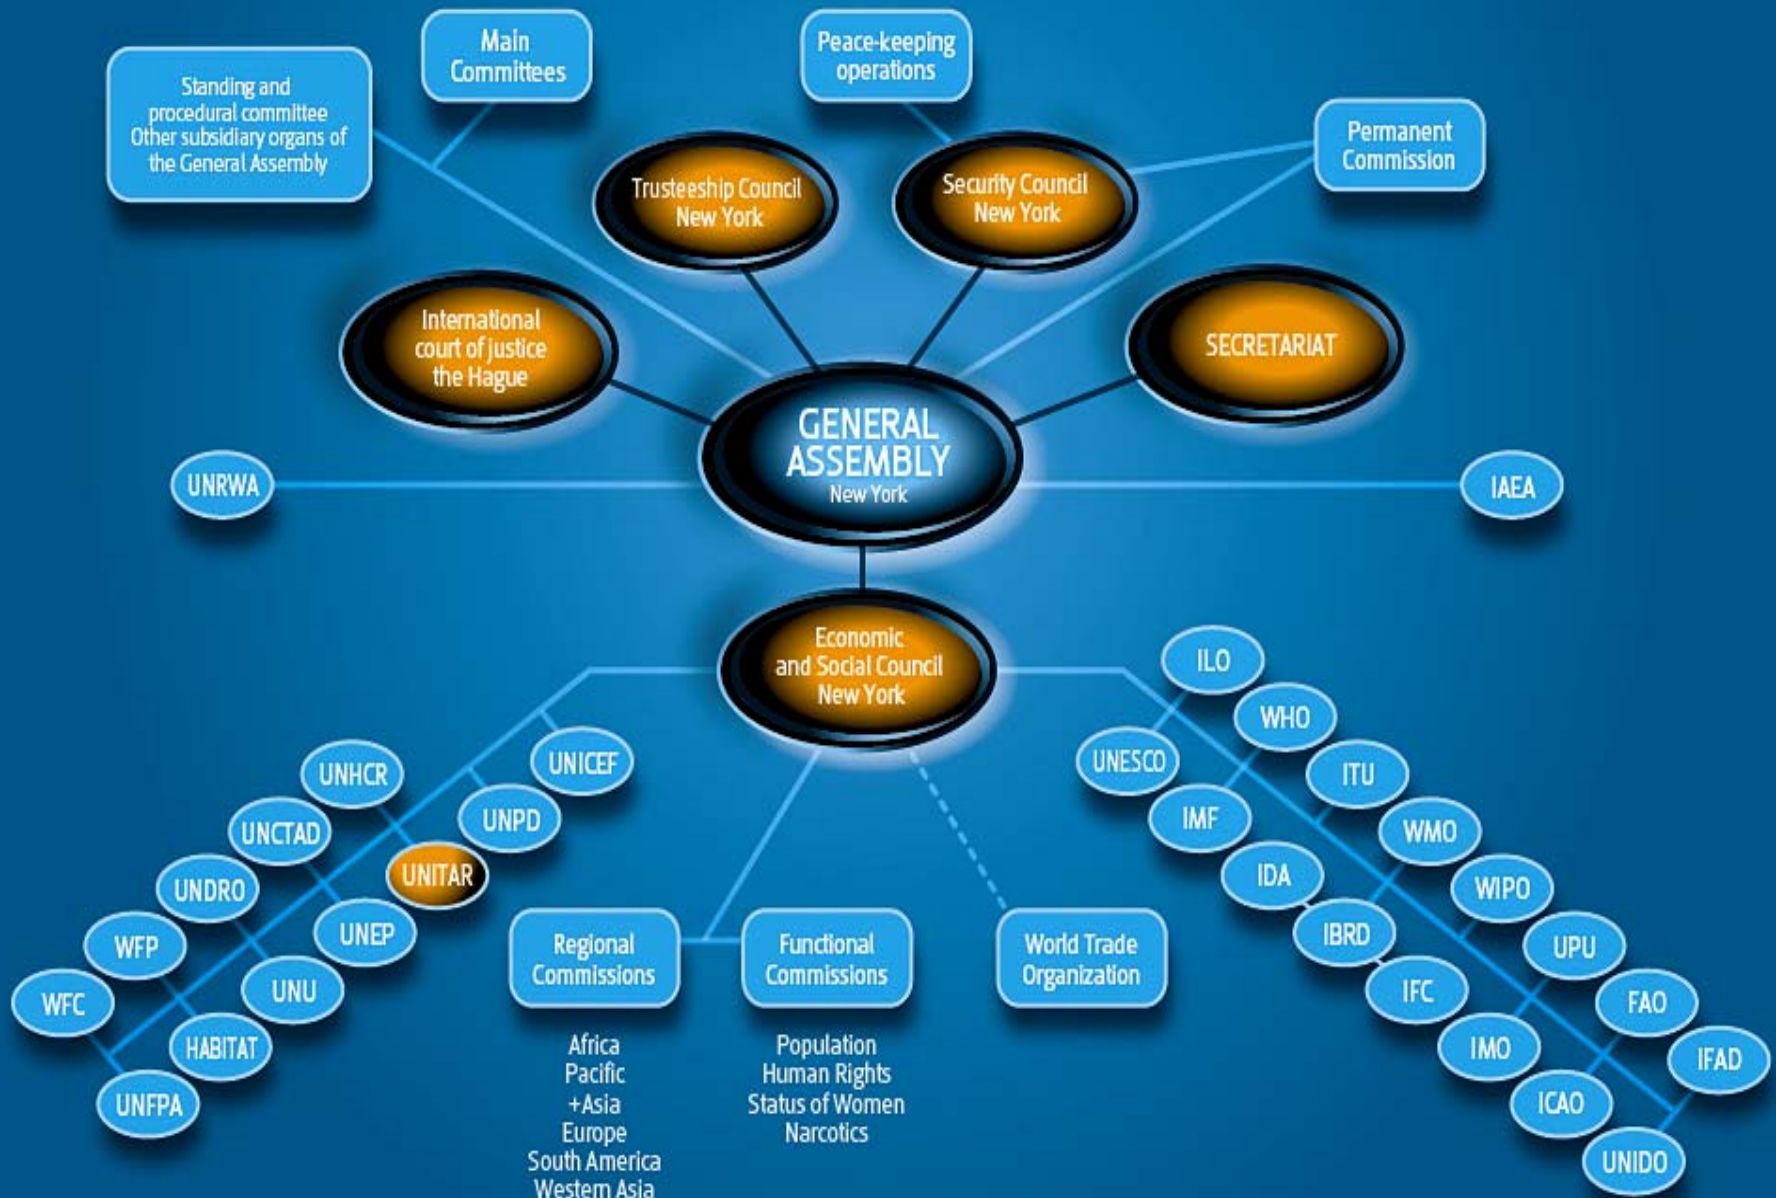 Standing and
procedural committee
Other subsidiary organs of
the General Assembly
Main
Committees
Peace-keeping
operations
Permanent
Commission
Trusteeship Council
New York
Security Council
New York
International
court of justice
the Hague
SECRETARIAT
GENERAL
ASSEMBLY
New York
UNRWA
IAEA
Economic
and Social Council
New York
UNHCR
UNICEF
UNCTAD
UNPD
UNDRO
UNITAR
WFP
UNEP
WFC
UNU
HABITAT
UNFPA
Regional
Commissions
Africa
Pacific
+Asia
Europe
South America
Western Asia
Functional
Commissions
Population
Human Rights
Status of Women
Narcotics
World Trade
Organization
ILO
UNESCO
WHO
IMF
ITU
IDA
WMO
IBRD
WIPO
IFC
UPU
IMO
FAO
ICAO
IFAD
UNIDO